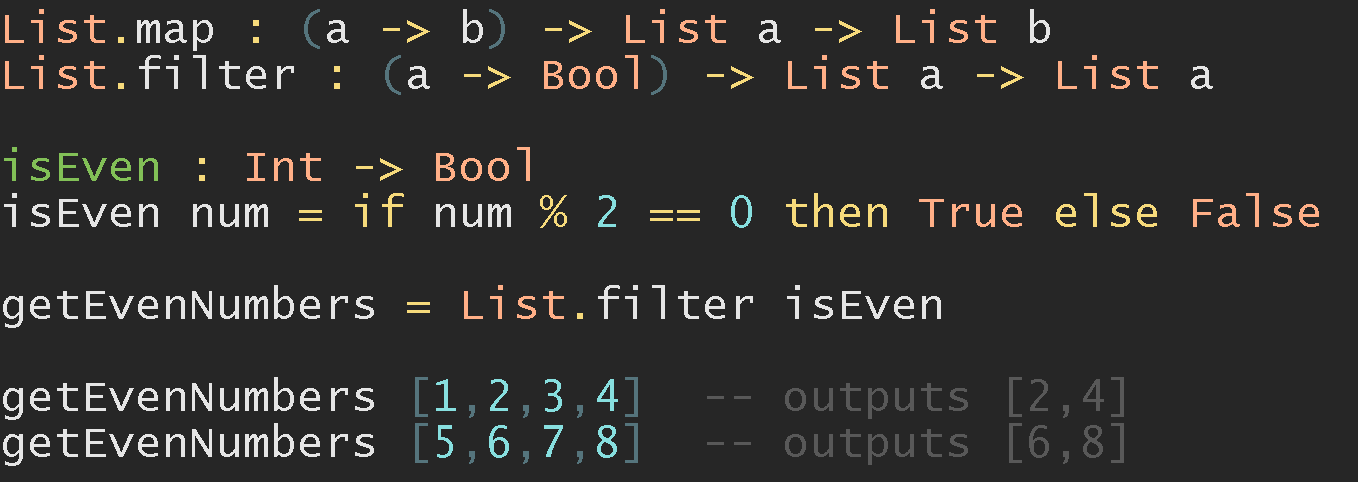 List.map : (a -> b) -> List a -> List b
List.filter : (a -> Bool) -> List a -> List a
isEven : Int -> Bool
isEven num = if num % 2 == 0 then True else False
getEvenNumbers = List.filter isEven
getEvenNumbers [1,2,3,4]  -- outputs [2,4]
getEvenNumbers [5,6,7,8]  -- outputs [6,8]